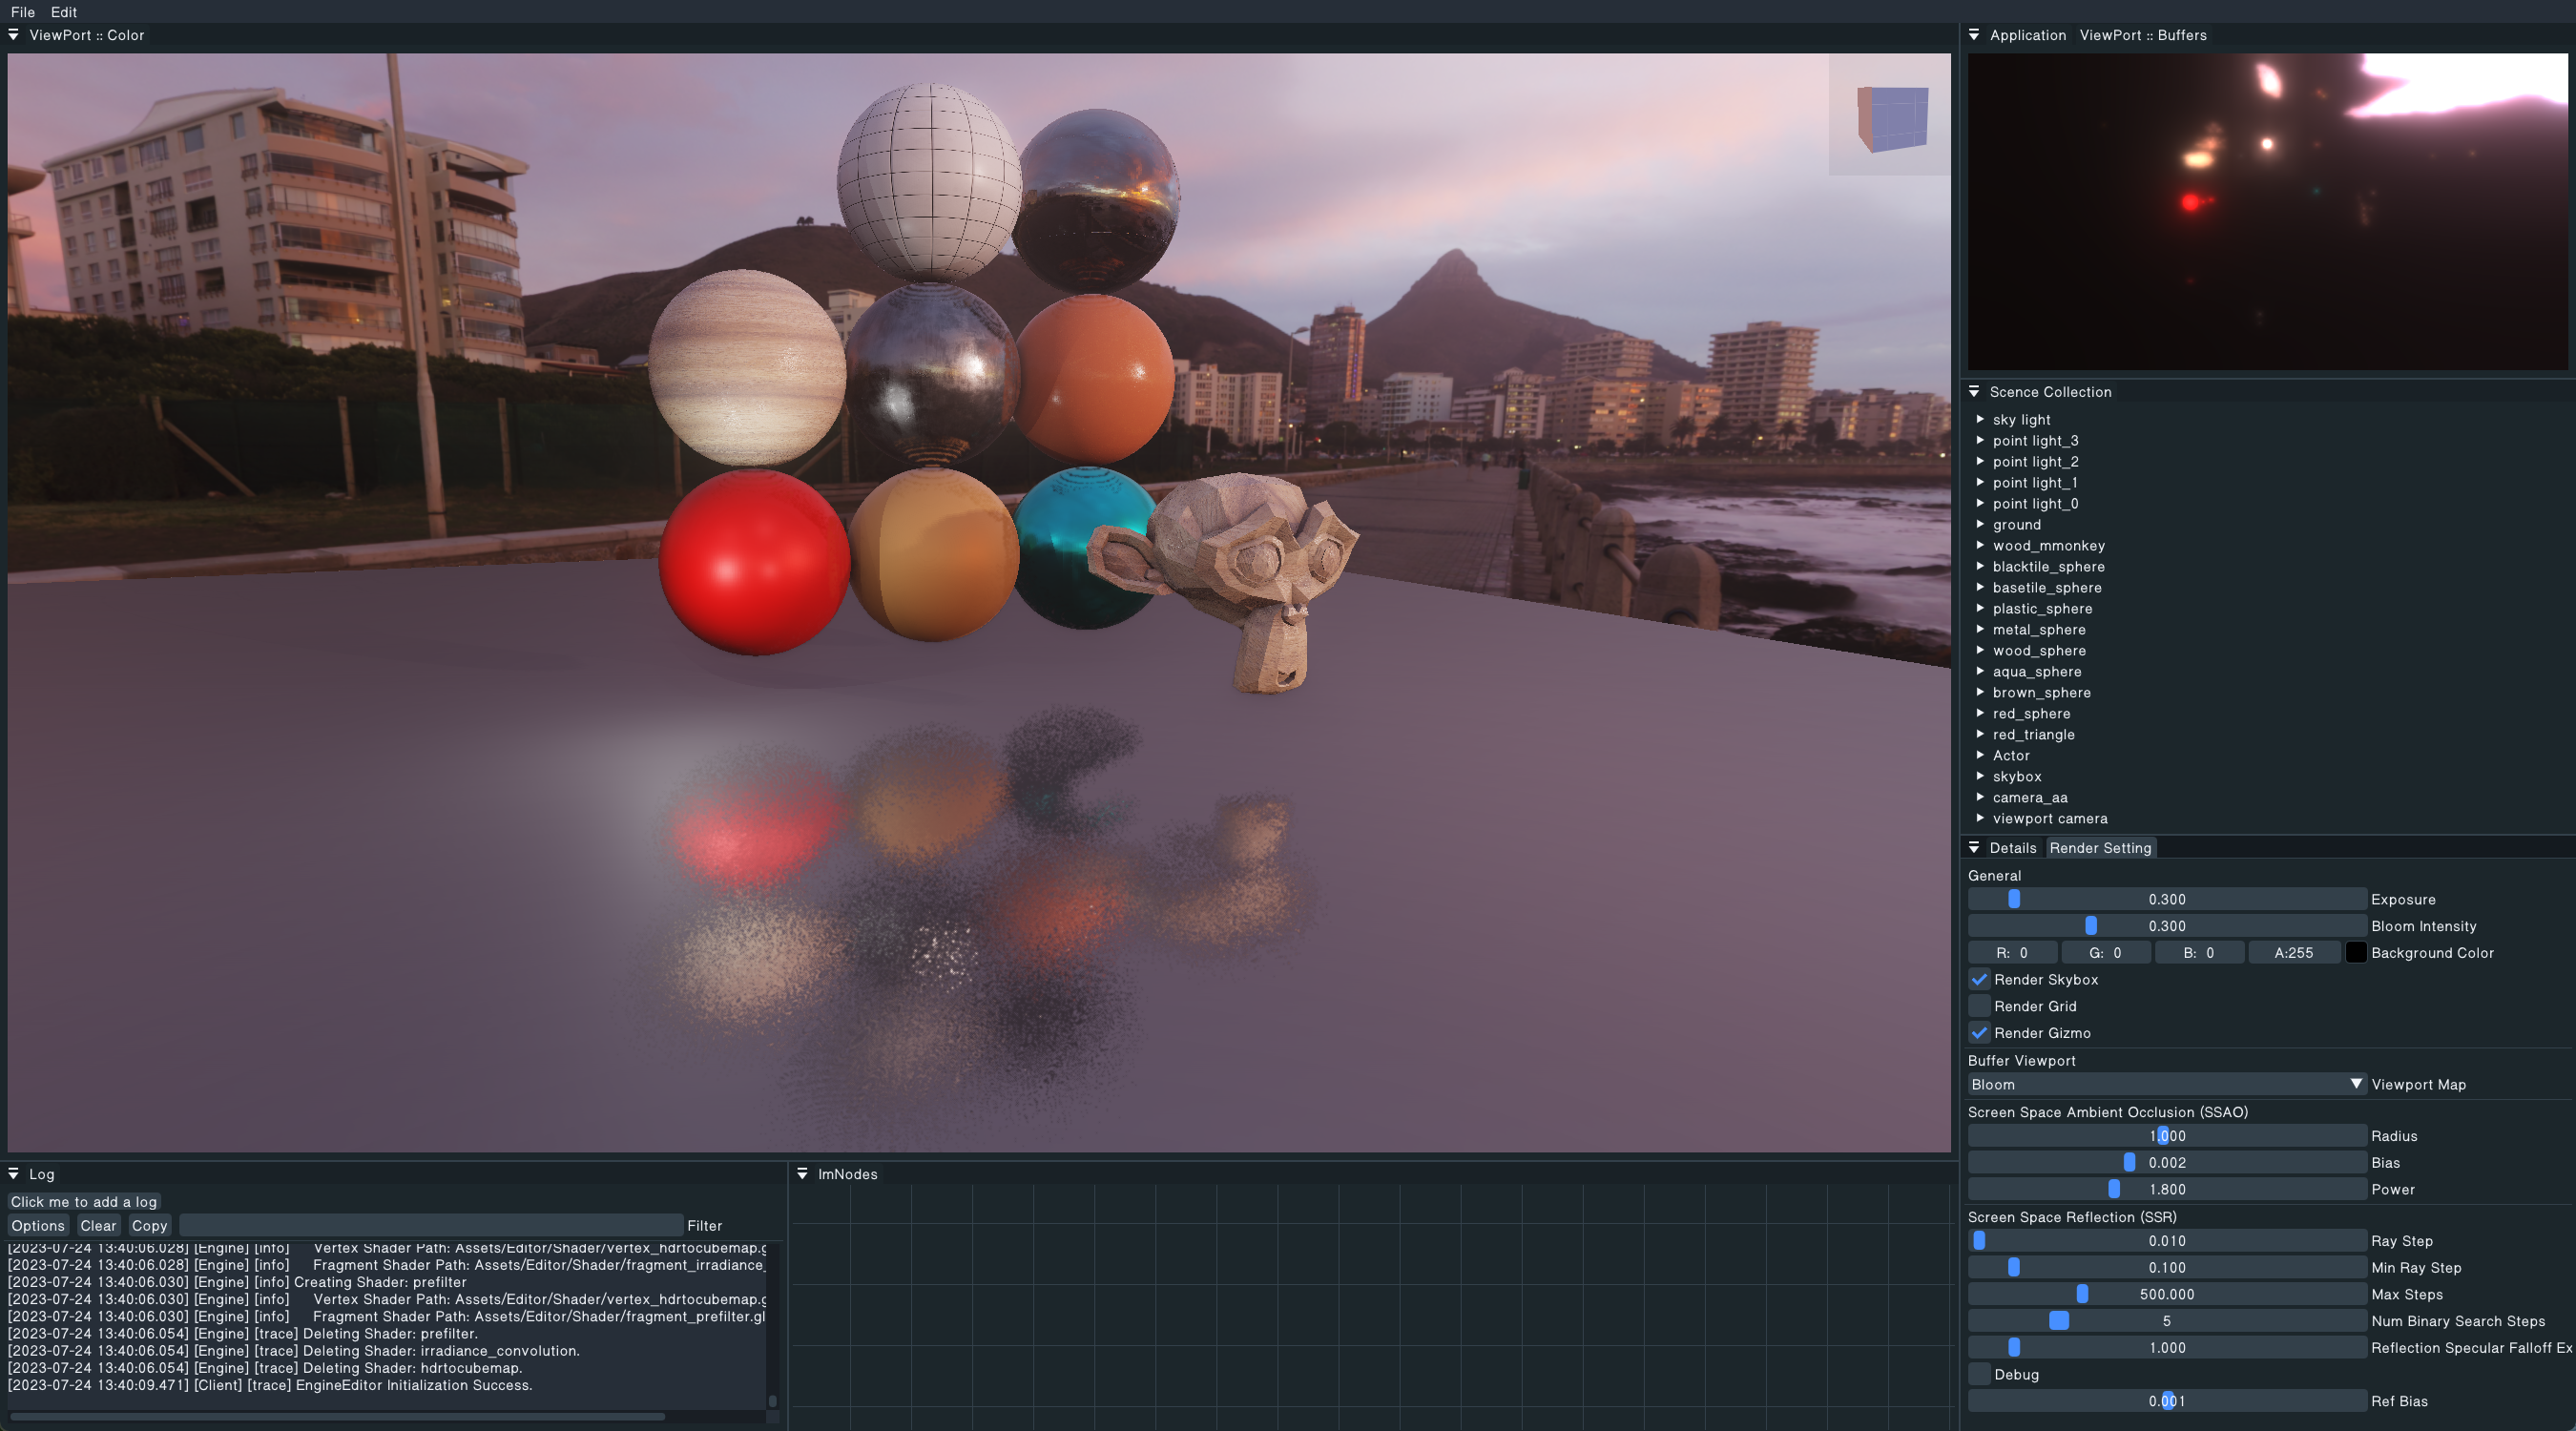 File Edit
ViewPort :: Color
Application ViewPort :: Buffers
Scence Collection
sky light
point light_3
point light_2
point light_1
point light_0
ground
wood_mmonkey
blacktile_sphere
basetile_sphere
plastic_sphere
metal_sphere
wood_sphere
aqua_sphere
brown_sphere
red_sphere
red_triangle
Actor
skybox
camera_aa
viewport camera
Details Render Setting
General
0.300 Exposure
0.300 Bloom Intensity
R: 0 G: 0 B: 0 A:255 Background Color
Render Skybox
Render Grid
Render Gizmo
Buffer Viewport
Bloom Viewport Map
Screen Space Ambient Occlusion (SSAO)
1.000 Radius
0.002 Bias
1.800 Power
Screen Space Reflection (SSR)
0.010 Ray Step
0.100 Min Ray Step
500.000 Max Steps
5 Num Binary Search Steps
1.000 Reflection Specular Falloff Ex
Debug
0.001 Ref Bias
Log
Click me to add a log
Options Clear Copy Filter
[2023-07-24 13:40:06.028] [Engine] [info] Vertex Shader Path: Assets/Editor/Shader/vertex_hdrtocubemap.g
[2023-07-24 13:40:06.028] [Engine] [info] Fragment Shader Path: Assets/Editor/Shader/fragment_irradiance_
[2023-07-24 13:40:06.030] [Engine] [info] Creating Shader: prefilter
[2023-07-24 13:40:06.030] [Engine] [info] Vertex Shader Path: Assets/Editor/Shader/vertex_hdrtocubemap.g
[2023-07-24 13:40:06.030] [Engine] [info] Fragment Shader Path: Assets/Editor/Shader/fragment_prefilter.gl
[2023-07-24 13:40:06.054] [Engine] [trace] Deleting Shader: prefilter.
[2023-07-24 13:40:06.054] [Engine] [trace] Deleting Shader: irradiance_convolution.
[2023-07-24 13:40:06.054] [Engine] [trace] Deleting Shader: hdrtocubemap.
[2023-07-24 13:40:09.471] [Client] [trace] EngineEditor Initialization Success.
ImNodes